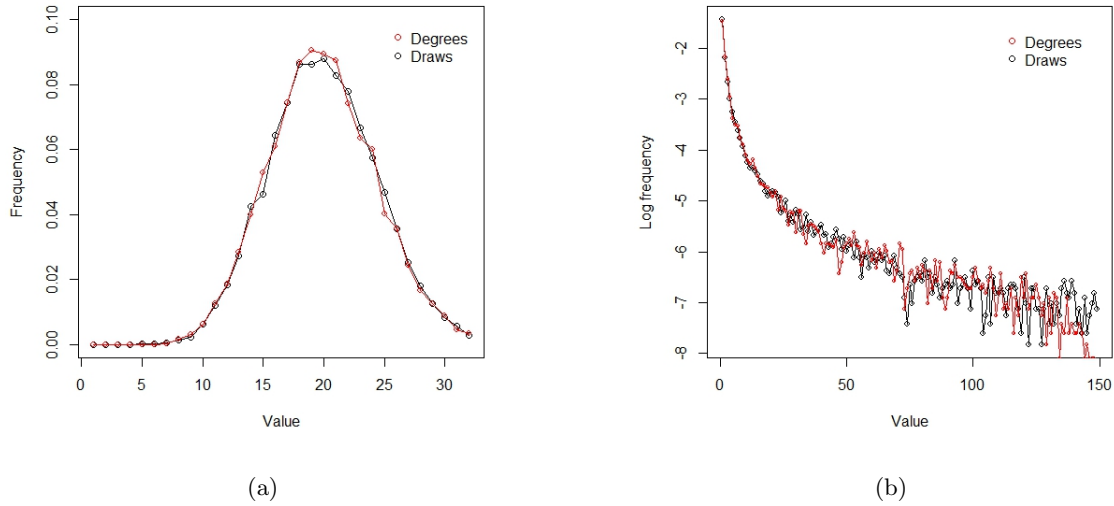 0.00 0.02 0.04 0.06 0.08 0.10
Frequency
Degrees
Draws
0 5 10 15 20 25 30
Value
(a)
-8 -7 -6 -5 -4 -3 -2
Log frequency
Degrees
Draws
0 50 100 150
Value
(b)